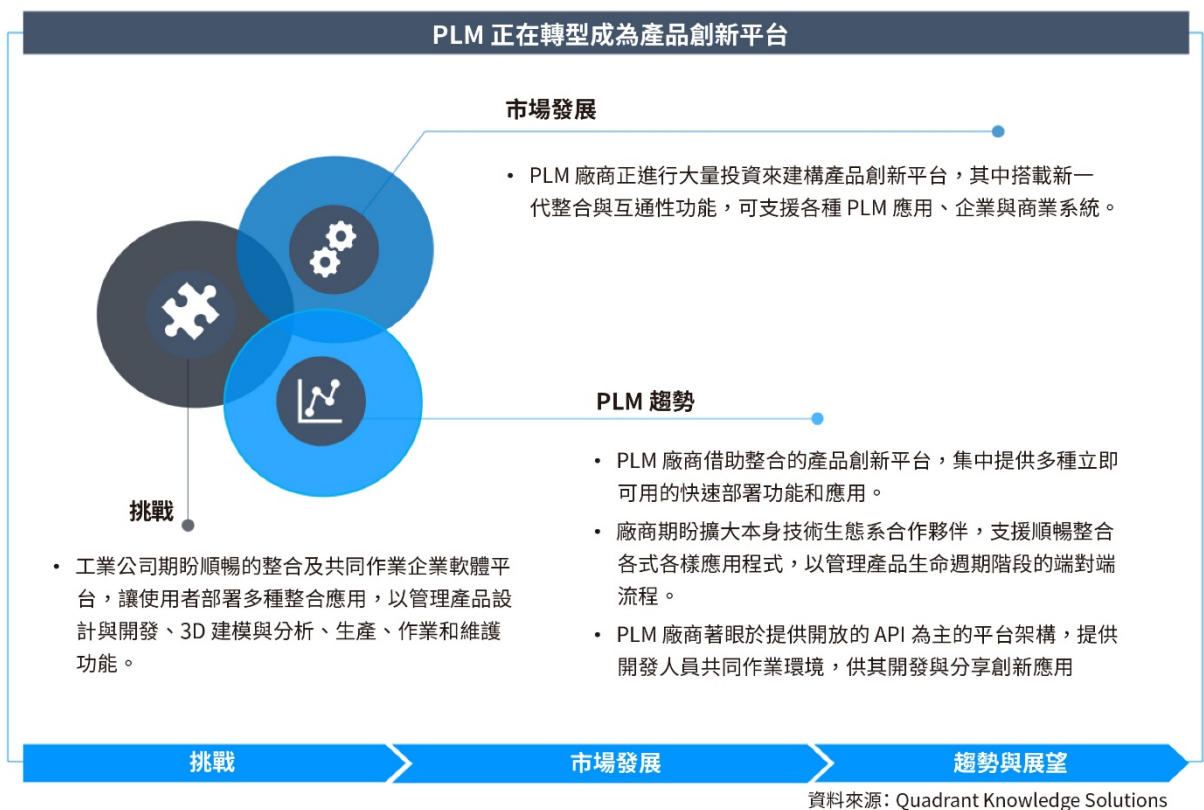 PLM 正在轉型成為產品創新平台
市場發展
• PLM 廠商正進行大量投資來建構產品創新平台，其中搭載新一
代整合與互通性功能，可支援各種 PLM 應用、企業與商業系統。
PLM 趨勢
• PLM 廠商借助整合的產品創新平台，集中提供多種立即
可用的快速部署功能和應用。
• 廠商期盼擴大本身技術生態系合作夥伴，支援順暢整合
各式各樣應用程式，以管理產品生命週期階段的端對端
流程。
• PLM 廠商著眼於提供開放的 API 為主的平台架構，提供
開發人員共同作業環境，供其開發與分享創新應用
挑戰
• 工業公司期盼順暢的整合及共同作業企業軟體平
台，讓使用者部署多種整合應用，以管理產品設
計與開發、3D 建模與分析、生產、作業和維護
功能。
挑戰
市場發展
趨勢與展望
資料來源: Quadrant Knowledge Solutions